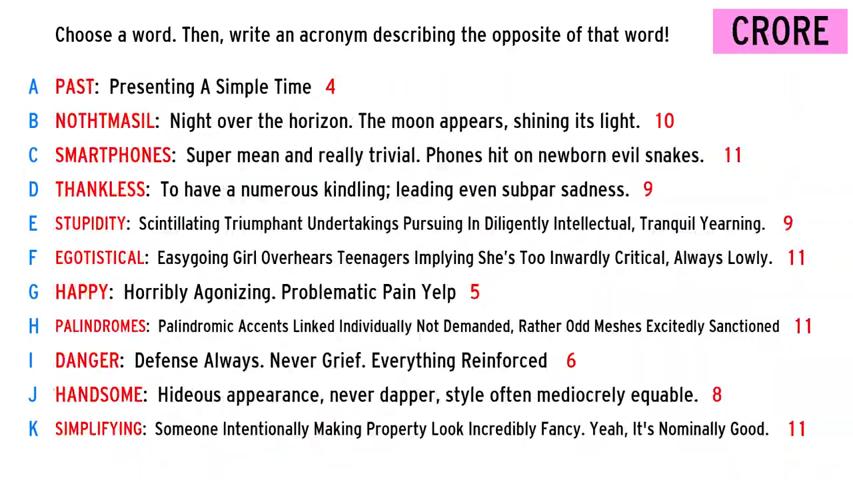 Choose a word. Then, write an acronym describing the opposite of that word!
CRORE
A PAST: Presenting A Simple Time 4
B NOTHTMASIL: Night over the horizon. The moon appears, shining its light. 10
C SMARTPHONES: Super mean and really trivial. Phones hit on newborn evil snakes. 11
D THANKLESS: To have a numerous kindling; leading even subpar sadness. 9
E STUPIDITY: Scintillating Triumphant Undertakings Pursuing In Diligently Intellectual, Tranquil Yearning. 9
F EGOTISTICAL: Easygoing Girl Overhears Teenagers Implying She's Too Inwardly Critical, Always Lowly. 11
G HAPPY: Horribly Agonizing. Problematic Pain Yelp 5
H PALINDROMES: Palindromic Accents Linked Individually Not Demanded, Rather Odd Meshes Excitedly Sanctioned 11
I DANGER: Defense Always. Never Grief. Everything Reinforced 6
J HANDSOME: Hideous appearance, never dapper, style often mediocrely equable. 8
K SIMPLIFYING: Someone Intentionally Making Property Look Incredibly Fancy. Yeah, It's Nominally Good. 11